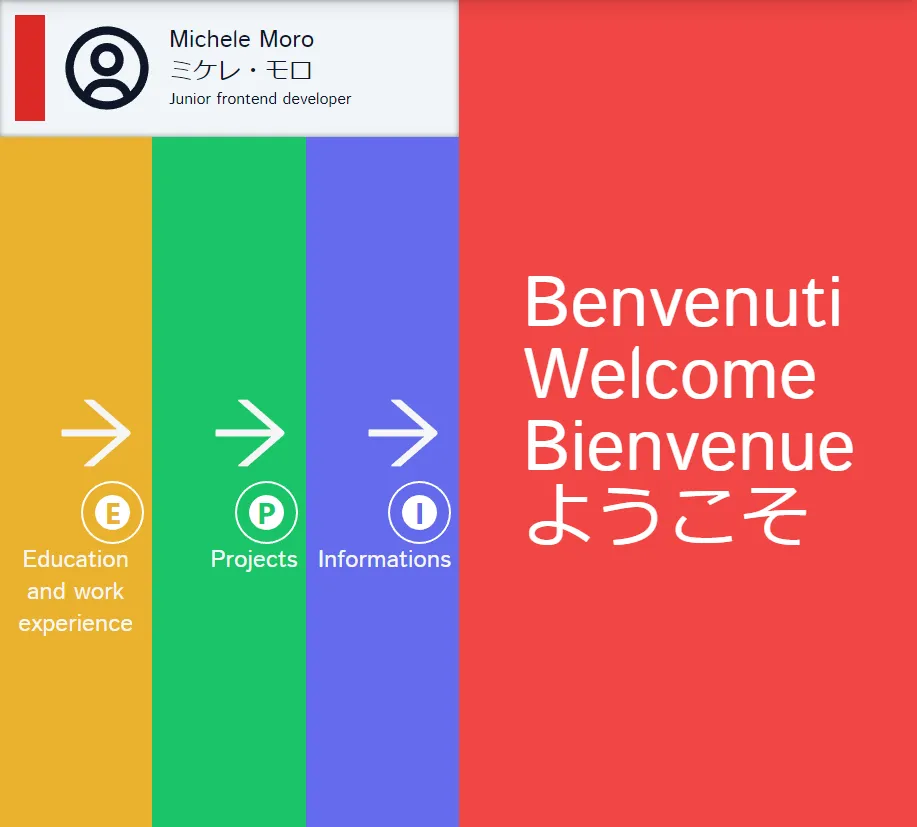 Michele Moro
ミケレ・モロ
Junior frontend developer
E
Education
and work
experience
P
Projects
I
Informations
Benvenuti
Welcome
Bienvenue
ようこそ